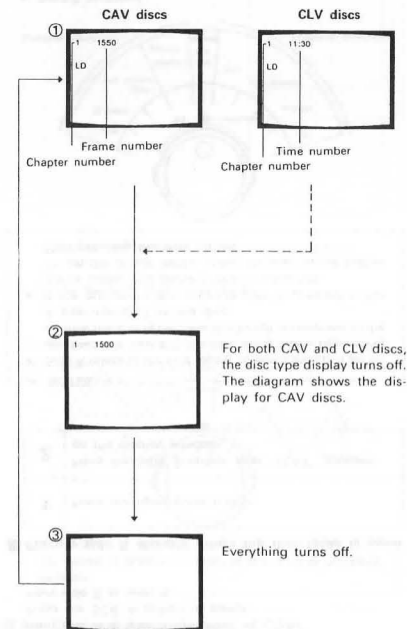 CAV discs
CLV discs
①
1 1550
LD
1 11:30
LD
Frame number
Chapter number
Time number
Chapter number
②
1 1500
For both CAV and CLV discs,
the disc type display turns off.
The diagram shows the dis-
play for CAV discs.
③
Everything turns off.